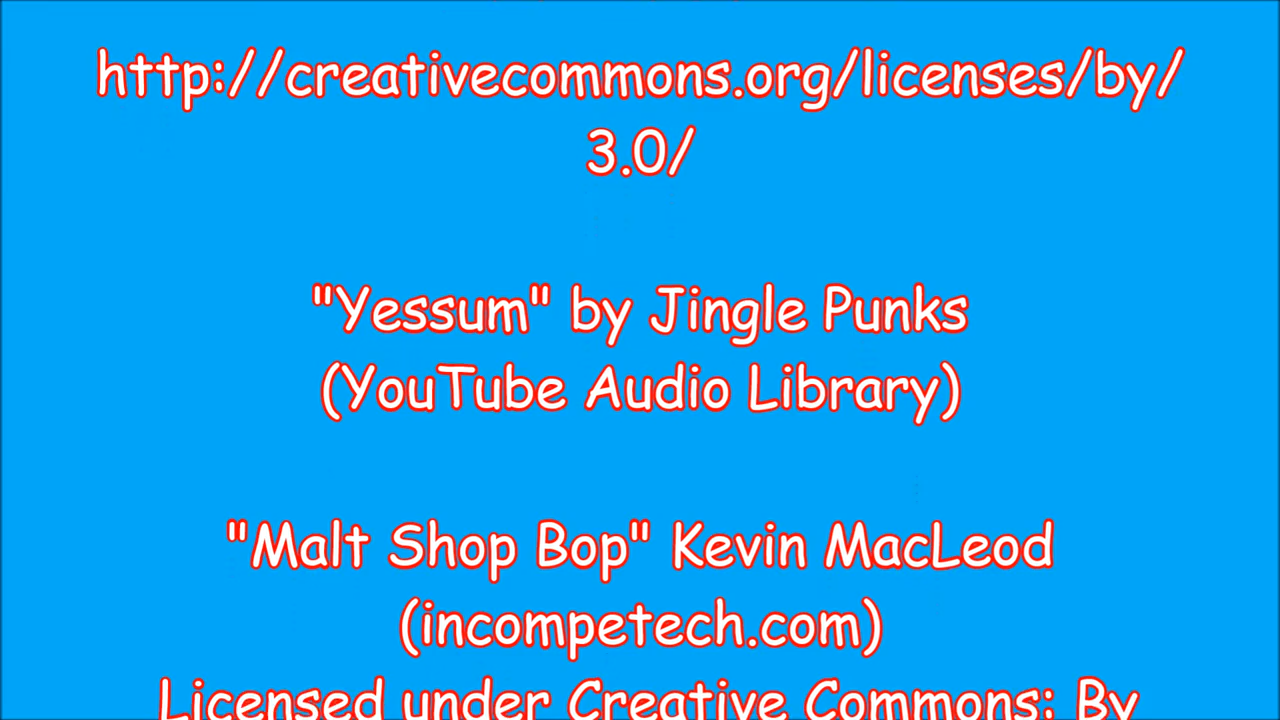 http://creativecommons.org/licenses/by/
3.0/
"Yessum" by Jingle Punks
(YouTube Audio Library)
"Malt Shop Bop" Kevin MacLeod
(incompetech.com)
Licensed under Creative Commons: By